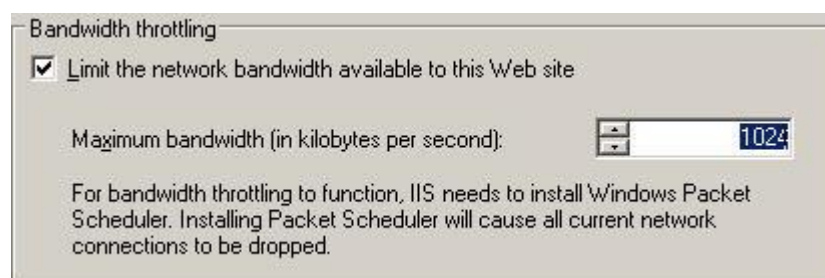 Bandwidth throttling
Limit the network bandwidth available to this Web site
Maximum bandwidth (in kilobytes per second):
1024
For bandwidth throttling to function, IIS needs to install Windows Packet
Scheduler. Installing Packet Scheduler will cause all current network
connections to be dropped.